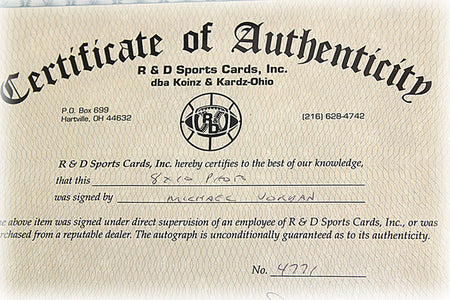 Certificate of Authenticity
R & D Sports Cards, Inc.
dba Koinz & Kardz-Ohio
P.O. Box 699
Hartville, OH 44632
(216) 628-4742
R&D
R & D Sports Cards, Inc. hereby certifies to the best of our knowledge,
that this 8x10 PHOTO
was signed by MICHAEL
e above item was signed under direct supervision of an employee of R & D Sports Cards, Inc., or was
rchased from a reputable dealer. The autograph is unconditionally guaranteed as to its authenticity.
No. 4771